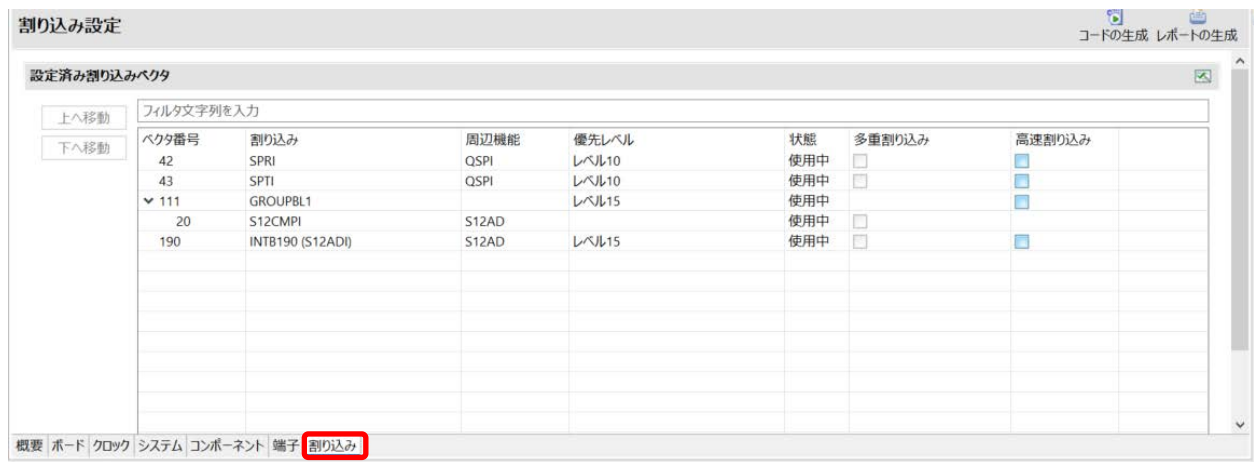 割り込み設定
コードの生成 レポートの生成
設定済み割り込みベクタ
上へ移動
下へ移動
フィルタ文字列を入力
ベクタ番号 割り込み 周辺機能 優先レベル 状態 多重割り込み 高速割り込み
42 SPRI QSPI レベル10 使用中
43 SPTI QSPI レベル10 使用中
111 GROUPBL1 レベル15 使用中
20 S12CMPI S12AD 使用中
190 INTB190 (S12ADI) S12AD レベル15 使用中
概要 ボード クロック システム コンポーネント 端子 割り込み